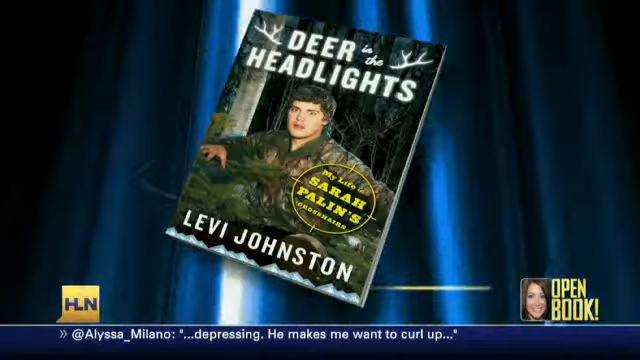 DEER in the
HEADLIGHTS
My Life in
SARAH
PALIN'S
CROSSHAIRS
LEVI JOHNSTON
HLN
OPEN
BOOK!
» @Alyssa_Milano: "...depressing. He makes me want to curl up..."